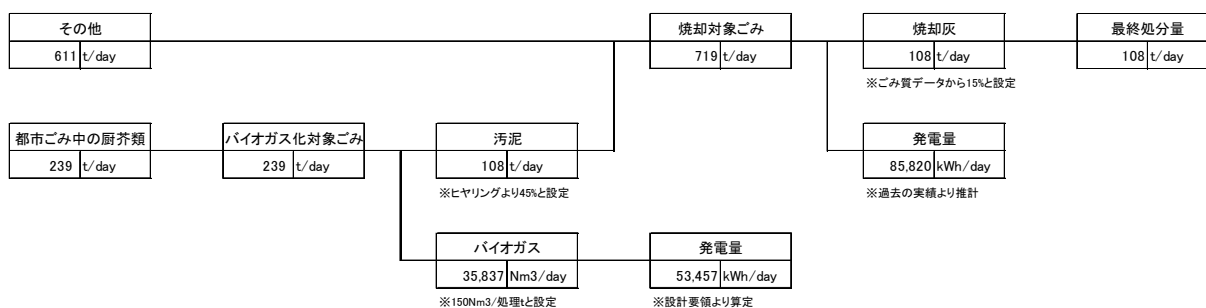 その他
611 t/day
焼却対象ごみ
719 t/day
焼却灰
108 t/day
※ごみ質データから15%と設定
最終処分量
108 t/day
都市ごみ中の厨芥類
239 t/day
バイオガス化対象ごみ
239 t/day
汚泥
108 t/day
※ヒヤリングより45%と設定
発電量
85,820 kWh/day
※過去の実績より推計
バイオガス
35,837 Nm3/day
※150Nm3/処理tと設定
発電量
53,457 kWh/day
※設計要領より算定